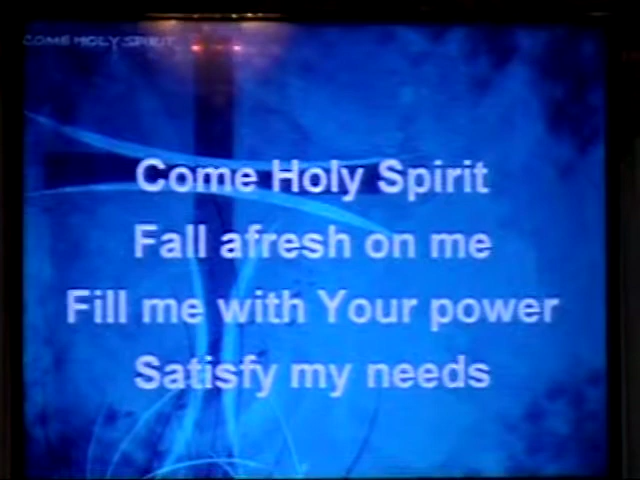 COME HOLY SPIRIT
Come Holy Spirit
Fall afresh on me
Fill me with Your power
Satisfy my needs